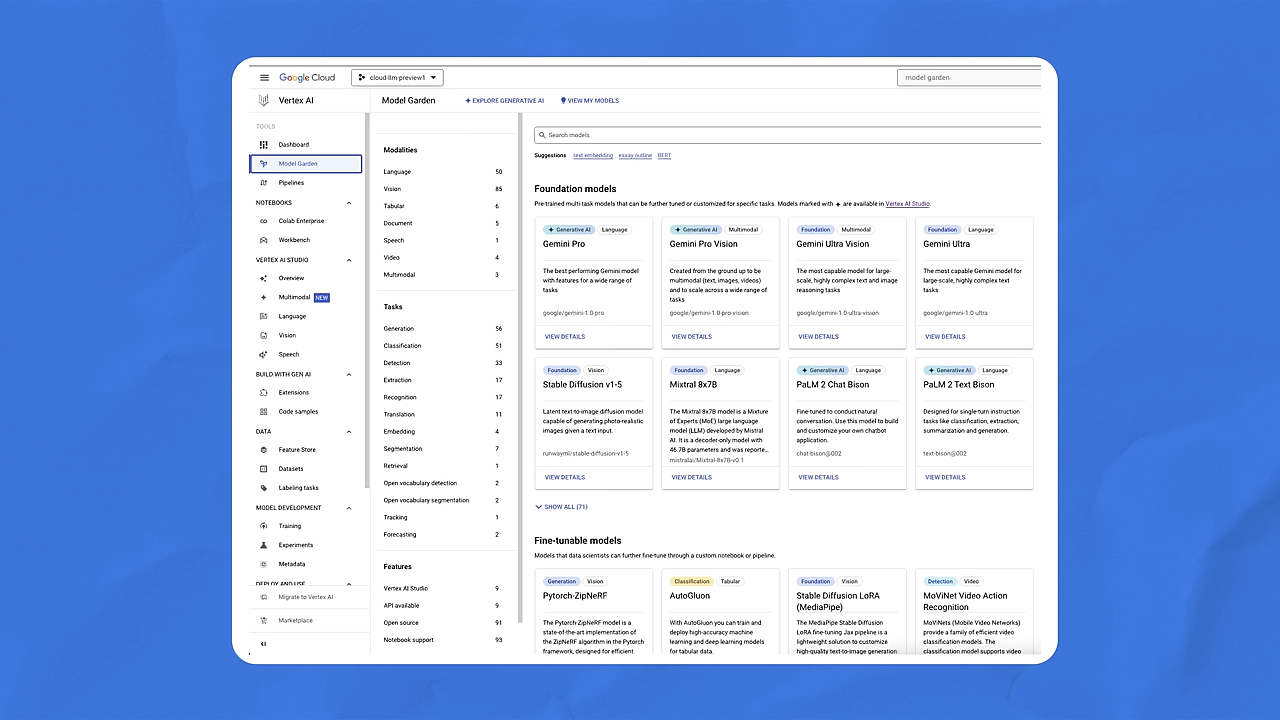 Google Cloud
cloud-llm-preview1
model garden
Vertex AI
Model Garden
EXPLORE GENERATIVE AI
VIEW MY MODELS
TOOLS
Dashboard
Model Garden
Pipelines
NOTEBOOKS
Colab Enterprise
Workbench
VERTEX AI STUDIO
Overview
Multimodal NEW
Language
Vision
Speech
BUILD WITH GEN AI
Extensions
Code samples
DATA
Feature Store
Datasets
Labeling tasks
MODEL DEVELOPMENT
Training
Experiments
Metadata
DEPLOY AND USE
Migrate to Vertex AI
Marketplace
Modalities
Language 50
Vision 85
Tabular 6
Document 5
Speech 1
Video 4
Multimodal 3
Tasks
Generation 56
Classification 51
Detection 33
Extraction 17
Recognition 17
Translation 11
Embedding 4
Segmentation 7
Retrieval 1
Open vocabulary detection 2
Open vocabulary segmentation 2
Tracking 1
Forecasting 2
Features
Vertex AI Studio 9
API available 9
Open source 91
Notebook support 93
Search models
Suggestions text embedding essay outline BERT
Foundation models
Pre-trained multi-task models that can be further tuned or customized for specific tasks. Models marked with are available in Vertex AI Studio.
Generative AI Language
Gemini Pro
The best performing Gemini model
with features for a wide range of
tasks
google/gemini-1.0-pro
VIEW DETAILS
Generative AI Multimodal
Gemini Pro Vision
Created from the ground up to be
multimodal (text, images, videos)
and to scale across a wide range of
tasks
google/gemini-1.0-pro-vision
VIEW DETAILS
Foundation Multimodal
Gemini Ultra Vision
The most capable model for large-
scale, highly complex text and image
reasoning tasks
google/gemini-1.0-ultra-vision
VIEW DETAILS
Foundation Language
Gemini Ultra
The most capable Gemini model for
large-scale, highly complex text
tasks
google/gemini-1.0-ultra
VIEW DETAILS
Foundation Vision
Stable Diffusion v1-5
Latent text-to-image diffusion model
capable of generating photo-realistic
images given a text input.
runwayml/stable-diffusion-v1-5
VIEW DETAILS
Foundation Language
Mixtral 8x7B
The Mixtral 8x7B model is a Mixture
of Experts (MoE) large language
model (LLM) developed by Mistral
AI. It is a decoder-only model with
46.7B parameters and was reporte...
mistralai/Mixtral-8x7B-v0.1
VIEW DETAILS
Generative AI Language
PaLM 2 Chat Bison
Fine-tuned to conduct natural
conversation. Use this model to build
and customize your own chatbot
application.
chat-bison@002
VIEW DETAILS
Generative AI Language
PaLM 2 Text Bison
Designed for single turn instruction
tasks like classification, extraction,
summarization and generation.
text-bison@002
VIEW DETAILS
SHOW ALL (71)
Fine-tunable models
Models that data scientists can further fine-tune through a custom notebook or pipeline.
Generation Vision
Pytorch-ZipNeRF
The Pytorch-ZipNeRF model is a
state-of-the-art implementation of
the ZipNeRF algorithm in the Pytorch
framework, designed for efficient
Classification Tabular
AutoGluon
With AutoGluon you can train and
deploy high-accuracy machine
learning and deep learning models
for tabular data.
Foundation Vision
Stable Diffusion LoRA
(MediaPipe)
The MediaPipe Stable Diffusion
LoRA fine-tuning Jax pipeline is a
lightweight solution to customize
high-quality text-to-image generation
Detection Video
MoViNet Video Action
Recognition
MoViNets (Mobile Video Networks)
provide a family of efficient video
classification models. The
classification model supports video